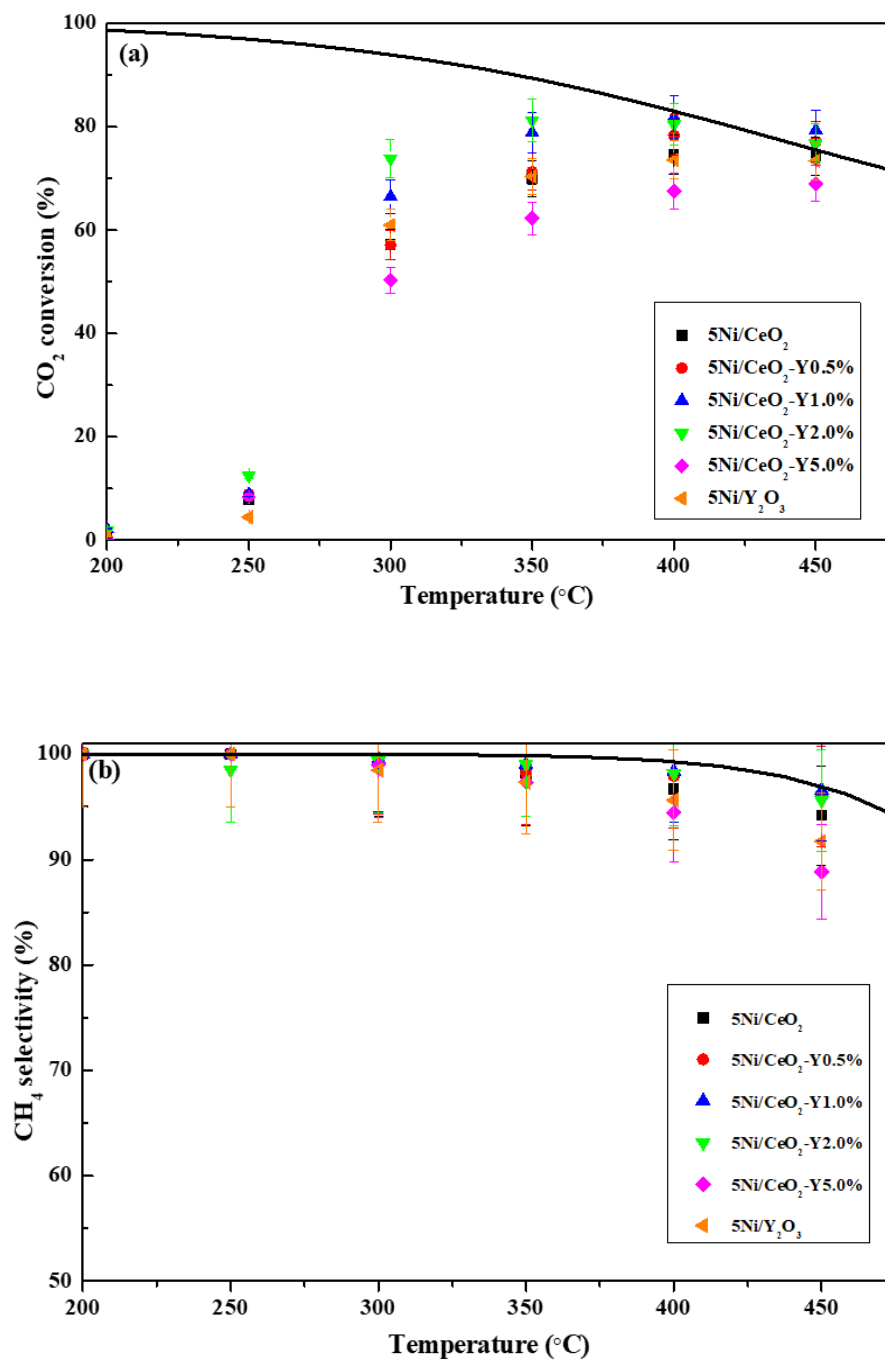 (a)
100
80
60
40
20
0
CO₂ conversion (%)
5Ni/CeO₂
5Ni/CeO₂-Y0.5%
5Ni/CeO₂-Y1.0%
5Ni/CeO₂-Y2.0%
5Ni/CeO₂-Y5.0%
5Ni/Y₂O₃
200 250 300 350 400 450
Temperature (°C)
(b)
100
90
80
70
60
50
CH₄ selectivity (%)
5Ni/CeO₂
5Ni/CeO₂-Y0.5%
5Ni/CeO₂-Y1.0%
5Ni/CeO₂-Y2.0%
5Ni/CeO₂-Y5.0%
5Ni/Y₂O₃
200 250 300 350 400 450
Temperature (°C)